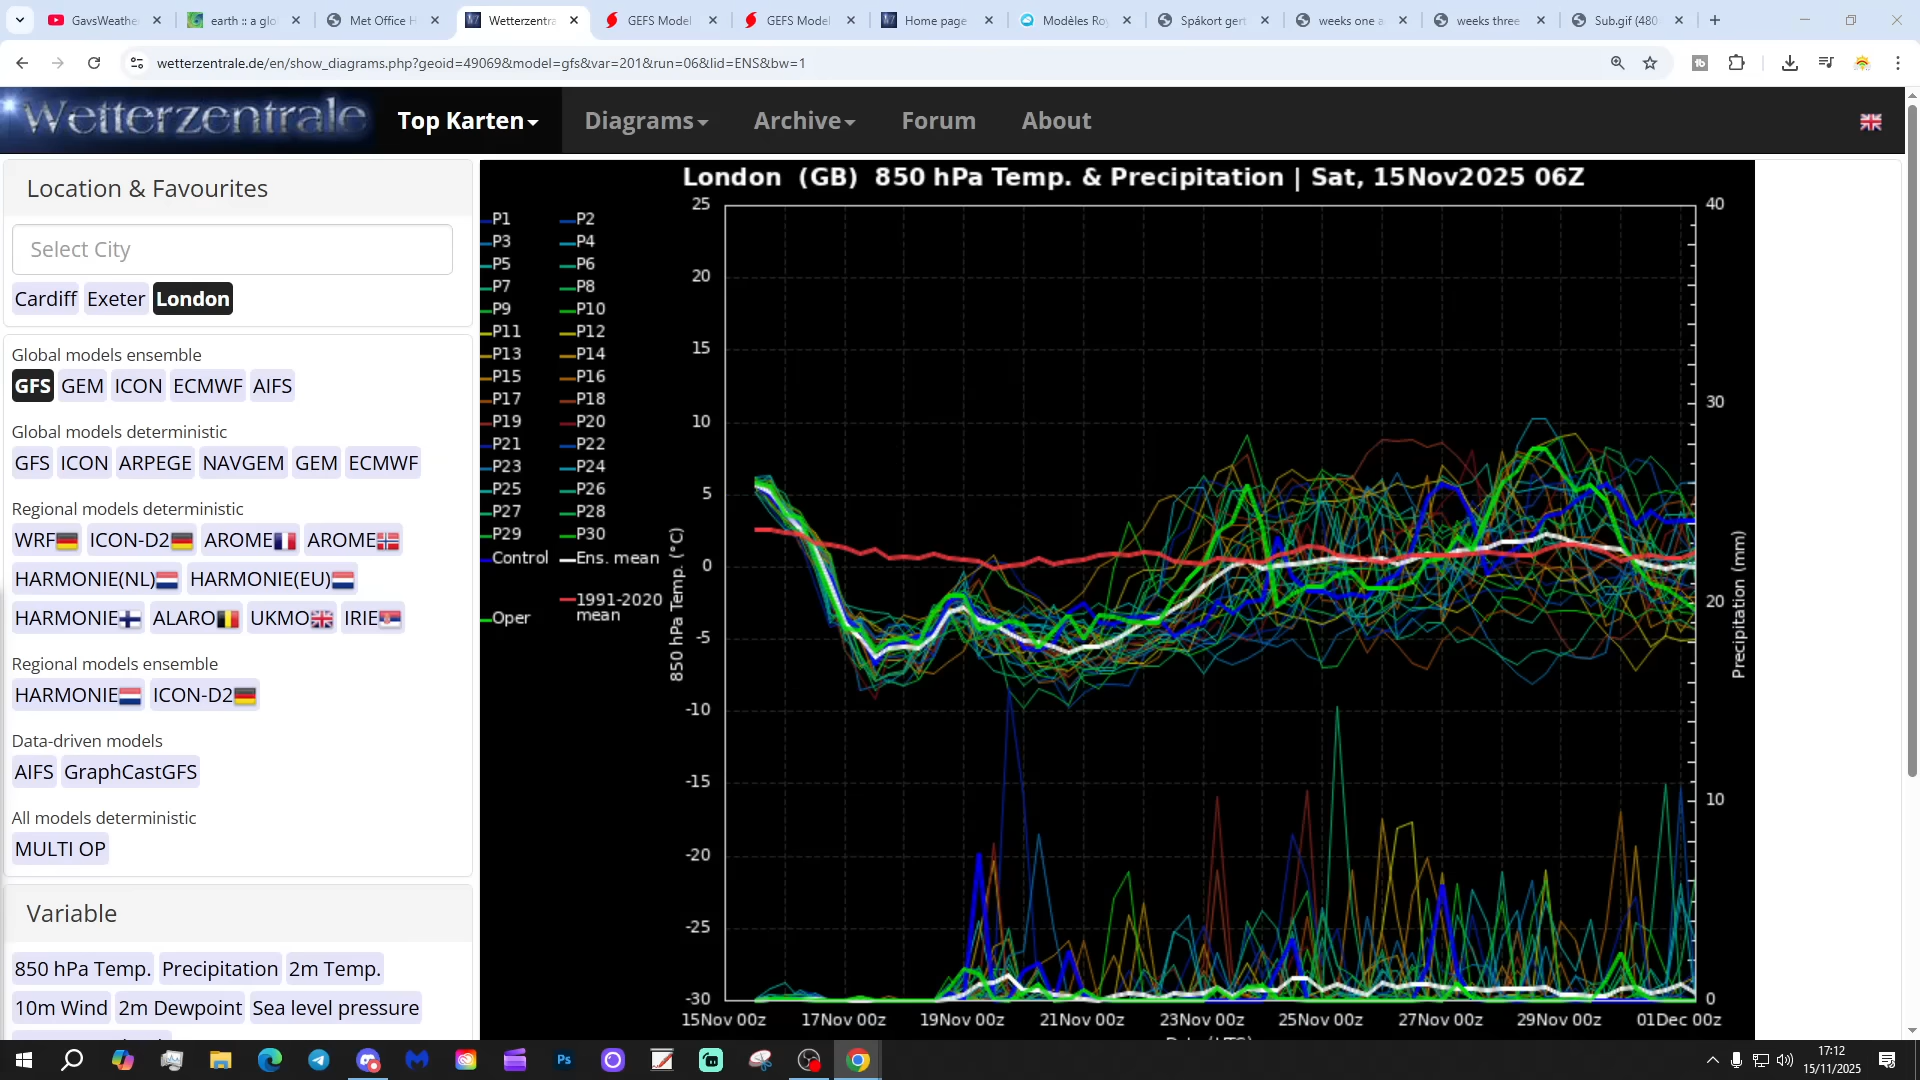 GavsWeathe
earth :: a glo
Met Office H
Wetterzentra
GEFS Model
GEFS Model
Home page
Modèles Roy
Spákort gert
weeks one a
weeks three
Sub.gif (480
wetterzentrale.de/en/show_diagrams.php?geoid=49069&model=gfs&var=201&run=06&lid=ENS&bw=1
Wetterzentrale
Top Karten
Diagrams
Archive
Forum
About
Location & Favourites
Select City
Cardiff Exeter London
Global models ensemble
GFS GEM ICON ECMWF AIFS
Global models deterministic
GFS ICON ARPEGE NAVGEM GEM ECMWF
Regional models deterministic
WRF ICON-D2 AROME AROME
HARMONIE(NL) HARMONIE(EU)
HARMONIE ALARO UKMO IRIE
Regional models ensemble
HARMONIE ICON-D2
Data-driven models
AIFS GraphCastGFS
All models deterministic
MULTI OP
Variable
850 hPa Temp. Precipitation 2m Temp.
10m Wind 2m Dewpoint Sea level pressure
London (GB) 850 hPa Temp. & Precipitation | Sat, 15Nov2025 06Z
P1 P2
P3 P4
P5 P6
P7 P8
P9 P10
P11 P12
P13 P14
P15 P16
P17 P18
P19 P20
P21 P22
P23 P24
P25 P26
P27 P28
P29 P30
Control Ens. mean
Oper 1991-2020
mean
850 hPa Temp. (°C)
25
20
15
10
5
0
-5
-10
-15
-20
-25
-30
40
30
20
10
0
Precipitation (mm)
15Nov 00z 17Nov 00z 19Nov 00z 21Nov 00z 23Nov 00z 25Nov 00z 27Nov 00z 29Nov 00z 01Dec 00z
17:12
15/11/2025